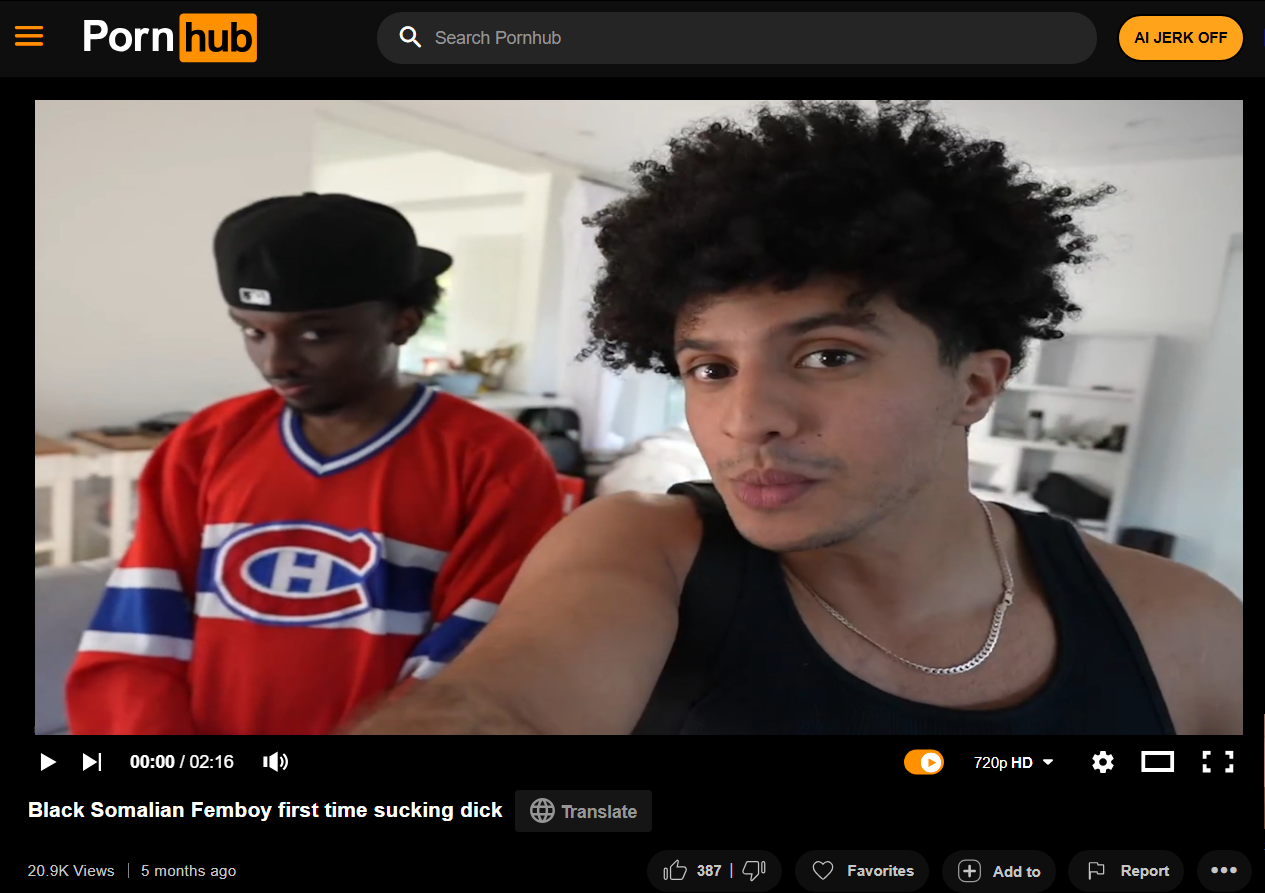 Pornhub
Search Pornhub
AI JERK OFF
H
00:00 / 02:16
720p HD
Black Somalian Femboy first time sucking dick
Translate
20.9K Views | 5 months ago
387
Favorites
Add to
Report